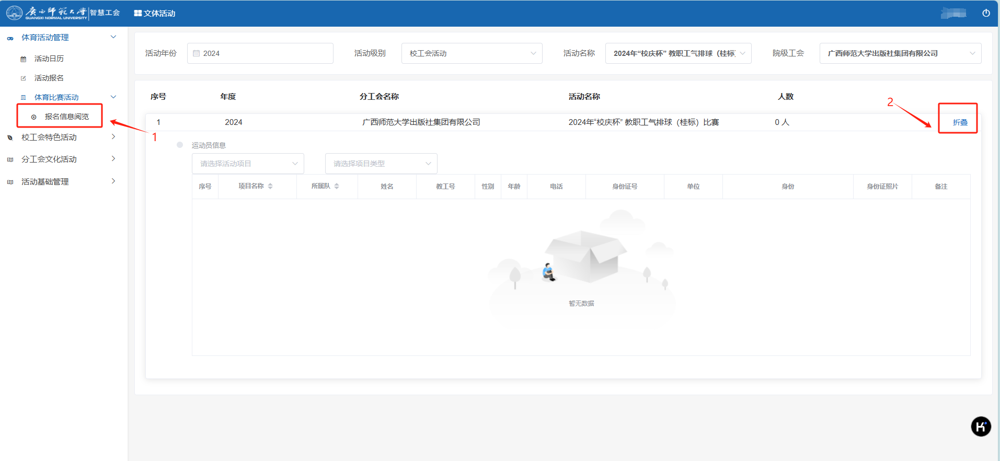 广西师范大学 智慧工会
GUANGXI NORMAL UNIVERSITY
文体活动
体育活动管理
活动日历
活动报名
体育比赛活动
报名信息阅览
1
校工会特色活动
分工会文化活动
活动基础管理
活动年份 2024 活动级别 校工会活动 活动名称 2024年“校庆杯” 教职工气排球（桂标） 院级工会 广西师范大学出版社集团有限公司
序号 年度 分工会名称 活动名称 人数
2
1 2024 广西师范大学出版社集团有限公司 2024年“校庆杯” 教职工气排球（桂标）比赛 0 人 折叠
运动员信息
请选择活动项目 请选择项目类型
序号 项目名称 所属队 姓名 教工号 性别 年龄 电话 身份证号 单位 身份 身份证照片 备注
暂无数据
K